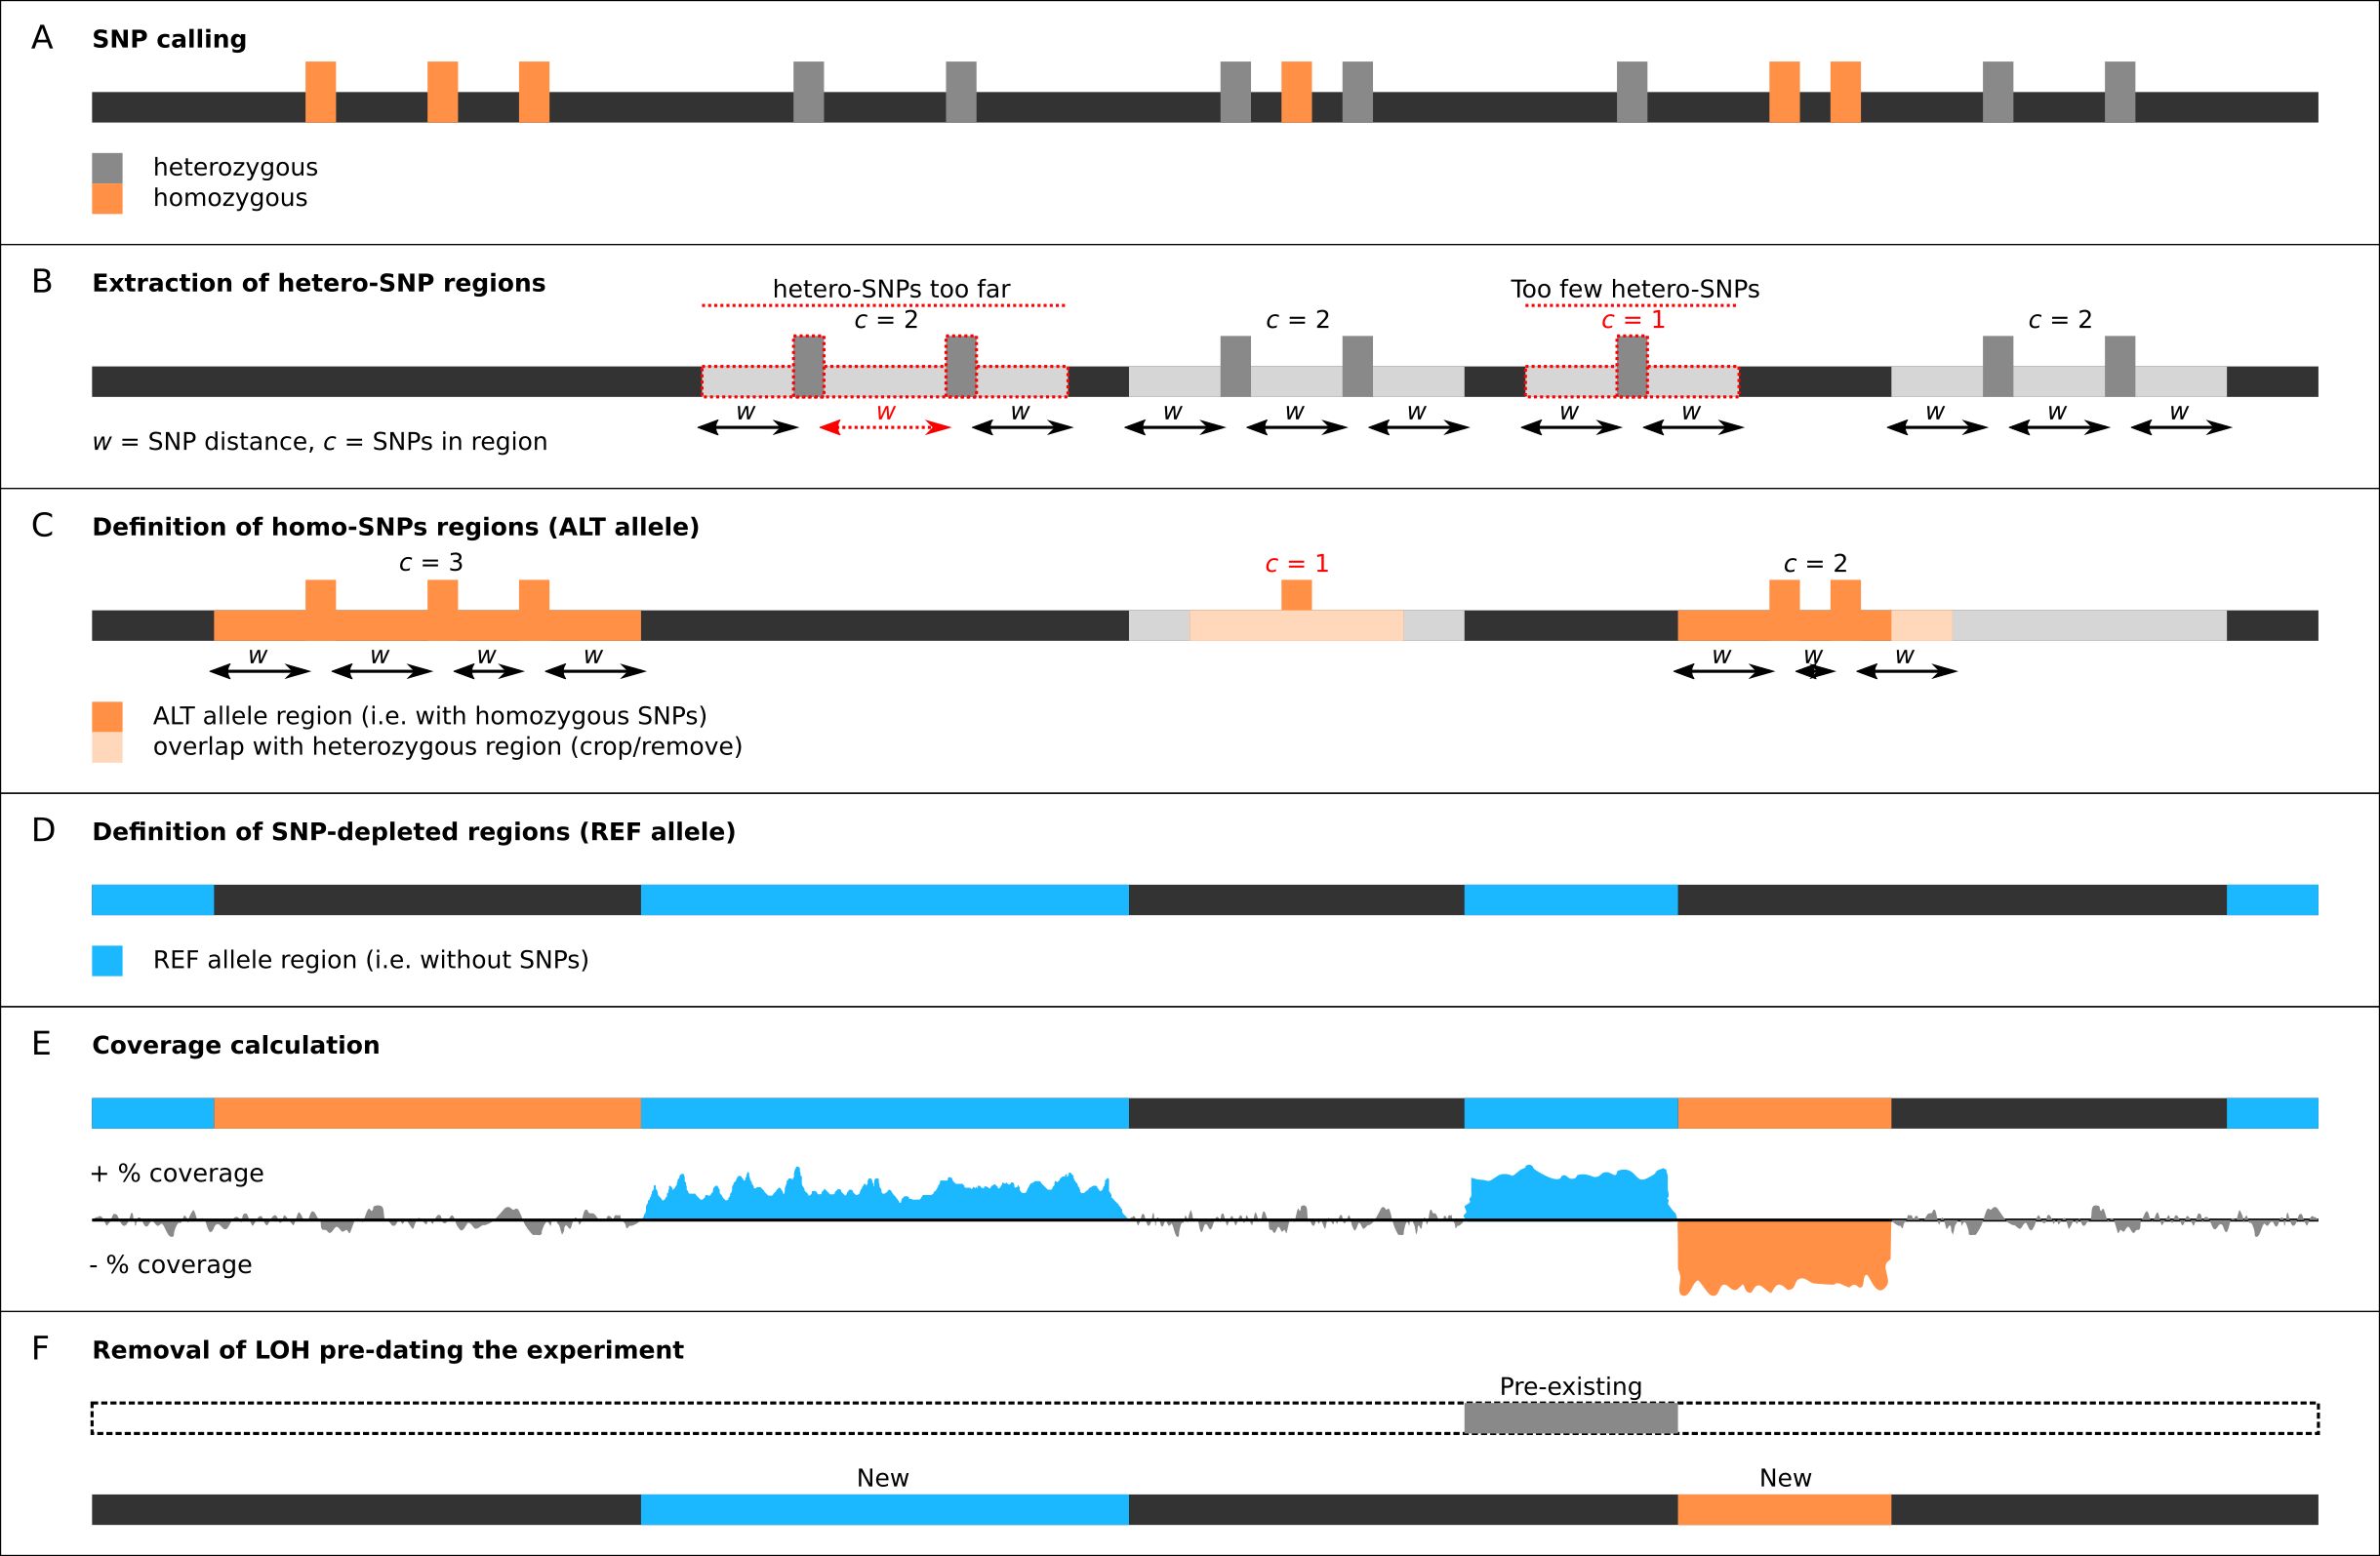 A SNP calling
heterozygous
homozygous
B Extraction of hetero-SNP regions
hetero-SNPs too far
Too few hetero-SNPs
c = 2
c = 2
c = 1
c = 2
w w w w w w w w w w w
w = SNP distance, c = SNPs in region
C Definition of homo-SNPs regions (ALT allele)
c = 3
c = 1
c = 2
w w w w w w w
ALT allele region (i.e. with homozygous SNPs)
overlap with heterozygous region (crop/remove)
D Definition of SNP-depleted regions (REF allele)
REF allele region (i.e. without SNPs)
E Coverage calculation
+ % coverage
- % coverage
F Removal of LOH pre-dating the experiment
Pre-existing
New New